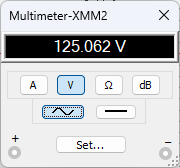 Multimeter-XMM2
125.062 V
A V Ω dB
Set...
+ −